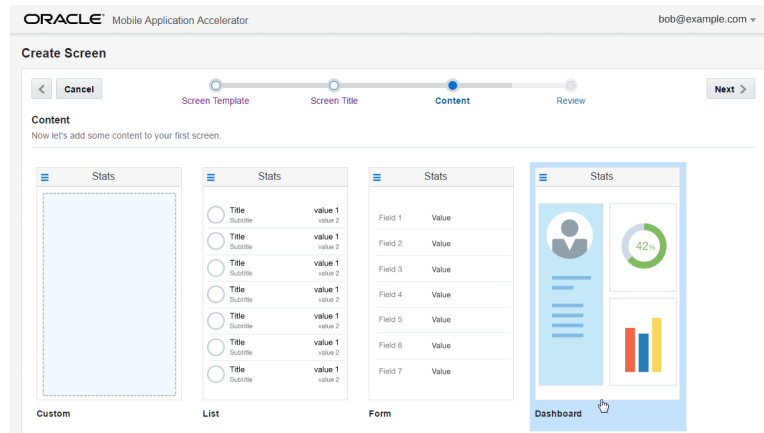 ORACLE® Mobile Application Accelerator bob@example.com
Create Screen
Cancel
Screen Template Screen Title Content Review
Next
Content
Now let's add some content to your first screen.
Stats
Custom
Stats
Title value 1
Subtitle value 2
Title value 1
Subtitle value 2
Title value 1
Subtitle value 2
Title value 1
Subtitle value 2
Title value 1
Subtitle value 2
Title value 1
Subtitle value 2
Title value 1
Subtitle value 2
List
Stats
Field 1 Value
Field 2 Value
Field 3 Value
Field 4 Value
Field 5 Value
Field 6 Value
Field 7 Value
Form
Stats
42%
Dashboard